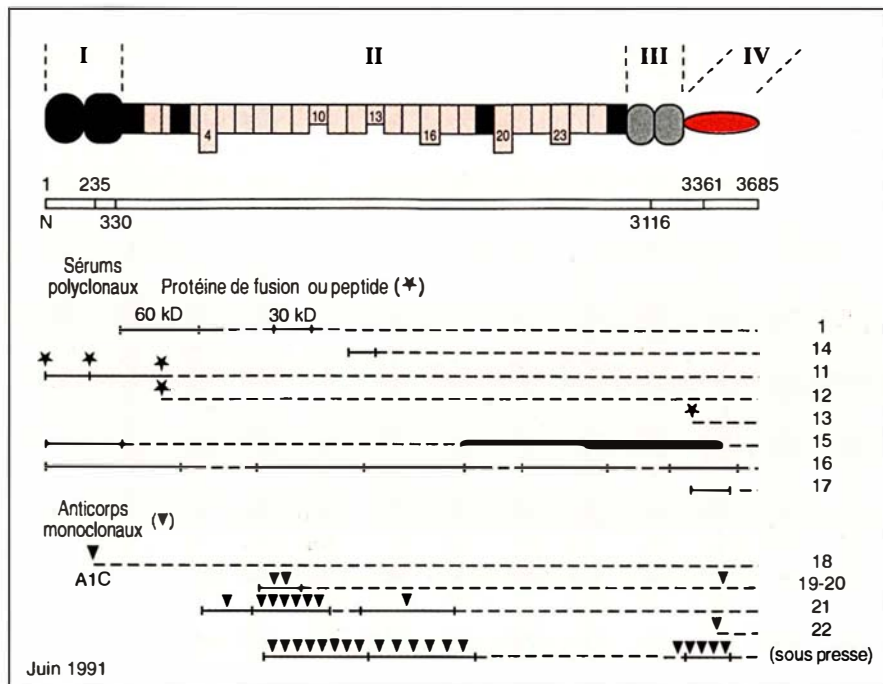 I II III IV
4 10 13 16 20 23
1 235 3361 3685
N 330 3116
Sérums
polyclonaux Protéine de fusion ou peptide (★)
60 kD 30 kD 1
14
11
12
13
15
16
17
Anticorps
monoclonaux (▼)
18
A1C
19-20
21
22
(sous presse)
Juin 1991